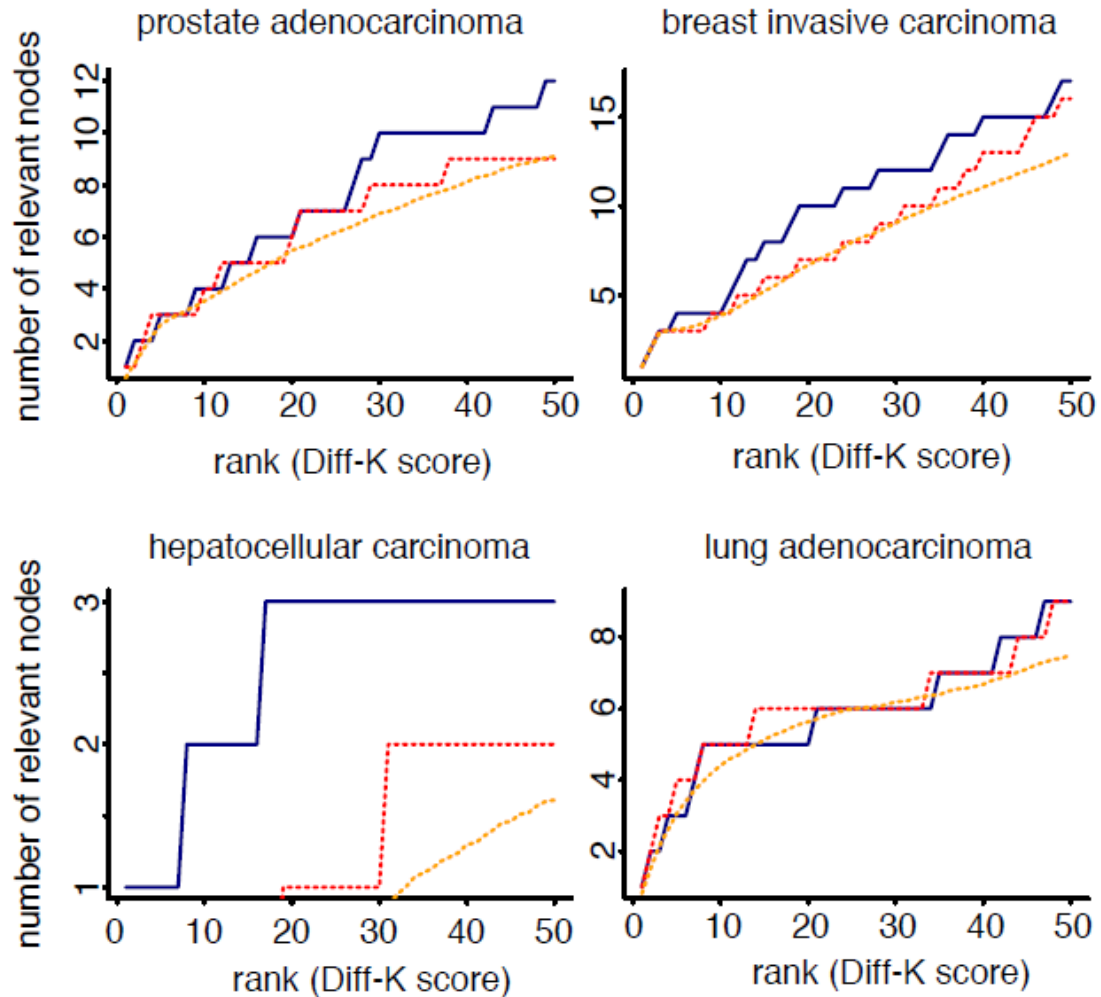 prostate adenocarcinoma
number of relevant nodes
12
10
8
6
4
2
0 10 20 30 40 50
rank (Diff-K score)
breast invasive carcinoma
15
10
5
0 10 20 30 40 50
rank (Diff-K score)
hepatocellular carcinoma
number of relevant nodes
3
2
1
0 10 20 30 40 50
rank (Diff-K score)
lung adenocarcinoma
8
6
4
2
0 10 20 30 40 50
rank (Diff-K score)